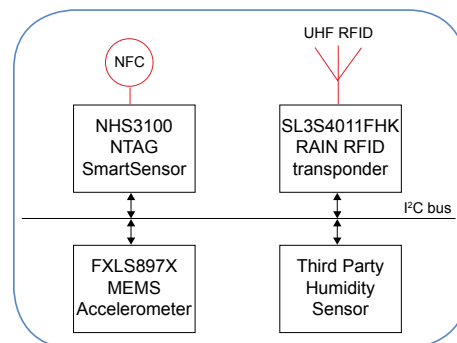 UHF RFID
NFC
NHS3100
NTAG
SmartSensor
SL3S4011FHK
RAIN RFID
transponder
I²C bus
FXLS897X
MEMS
Accelerometer
Third Party
Humidity
Sensor